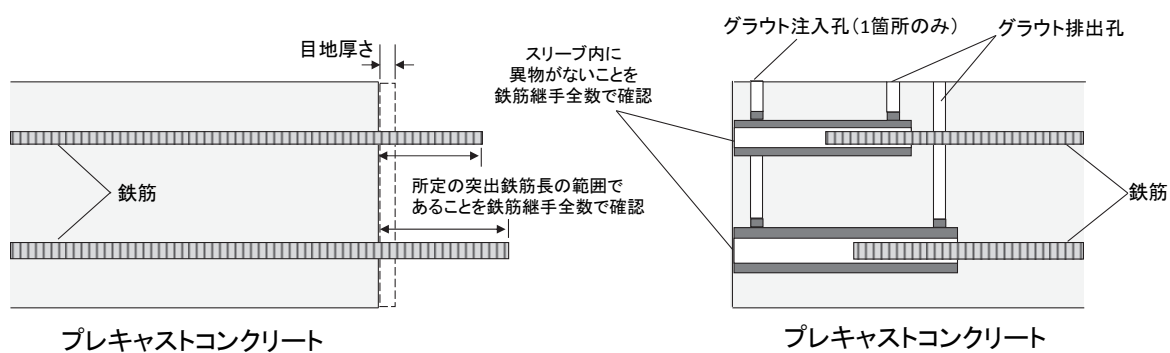 目地厚さ
鉄筋
所定の突出鉄筋長の範囲で
あることを鉄筋継手全数で確認
プレキャストコンクリート
スリーブ内に
異物がないことを
鉄筋継手全数で確認
グラウト注入孔(1箇所のみ)
グラウト排出孔
鉄筋
プレキャストコンクリート